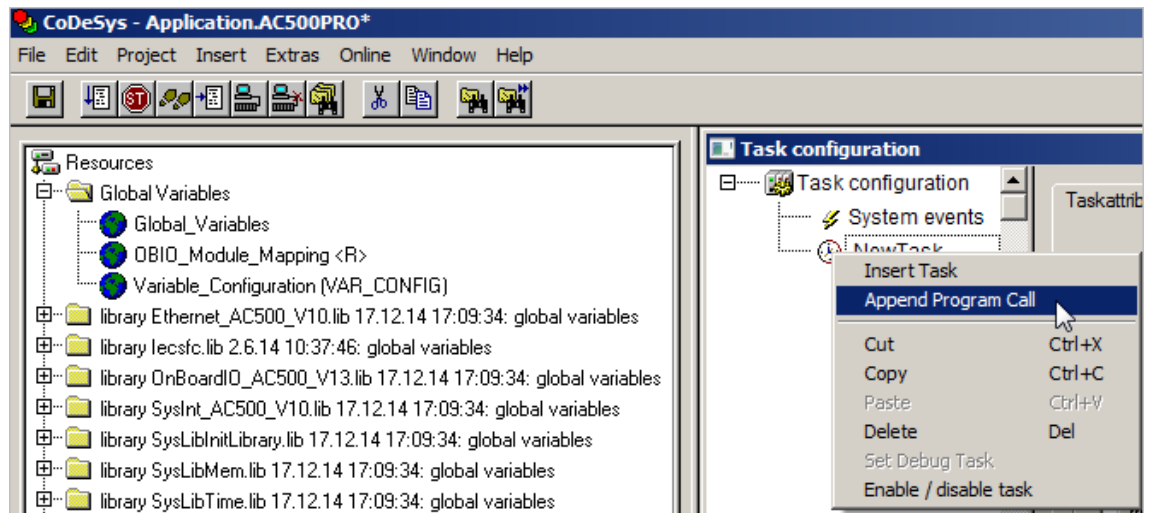 CoDeSys - Application.AC500PRO*
File Edit Project Insert Extras Online Window Help
ST
Resources
Global Variables
Global_Variables
OBIO_Module_Mapping <R>
Variable_Configuration (VAR_CONFIG)
library Ethernet_AC500_V10.lib 17.12.14 17:09:34: global variables
library Iecsfc.lib 2.6.14 10:37:46: global variables
library OnBoardIO_AC500_V13.lib 17.12.14 17:09:34: global variables
library SysInt_AC500_V10.lib 17.12.14 17:09:34: global variables
library SysLibInitLibrary.lib 17.12.14 17:09:34: global variables
library SysLibMem.lib 17.12.14 17:09:34: global variables
library SysLibTime.lib 17.12.14 17:09:34: global variables
Task configuration
Task configuration
System events
NewTask
Taskattrib
Insert Task
Append Program Call
Cut Ctrl+X
Copy Ctrl+C
Paste Ctrl+V
Delete Del
Set Debug Task
Enable / disable task